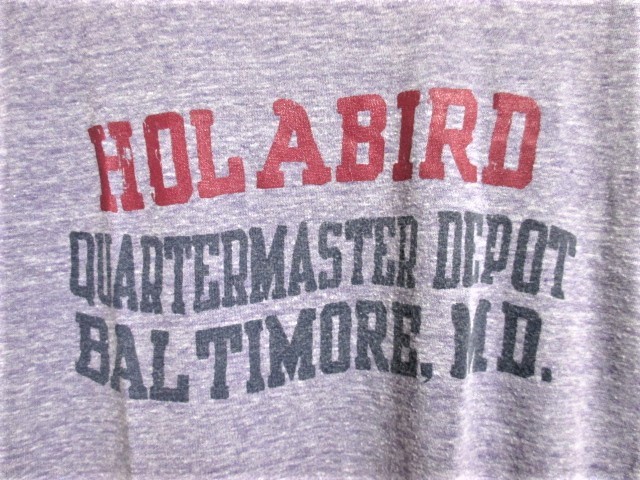 HOLABIRD
QUARTERMASTER DEPOT
BALTIMORE, MD.